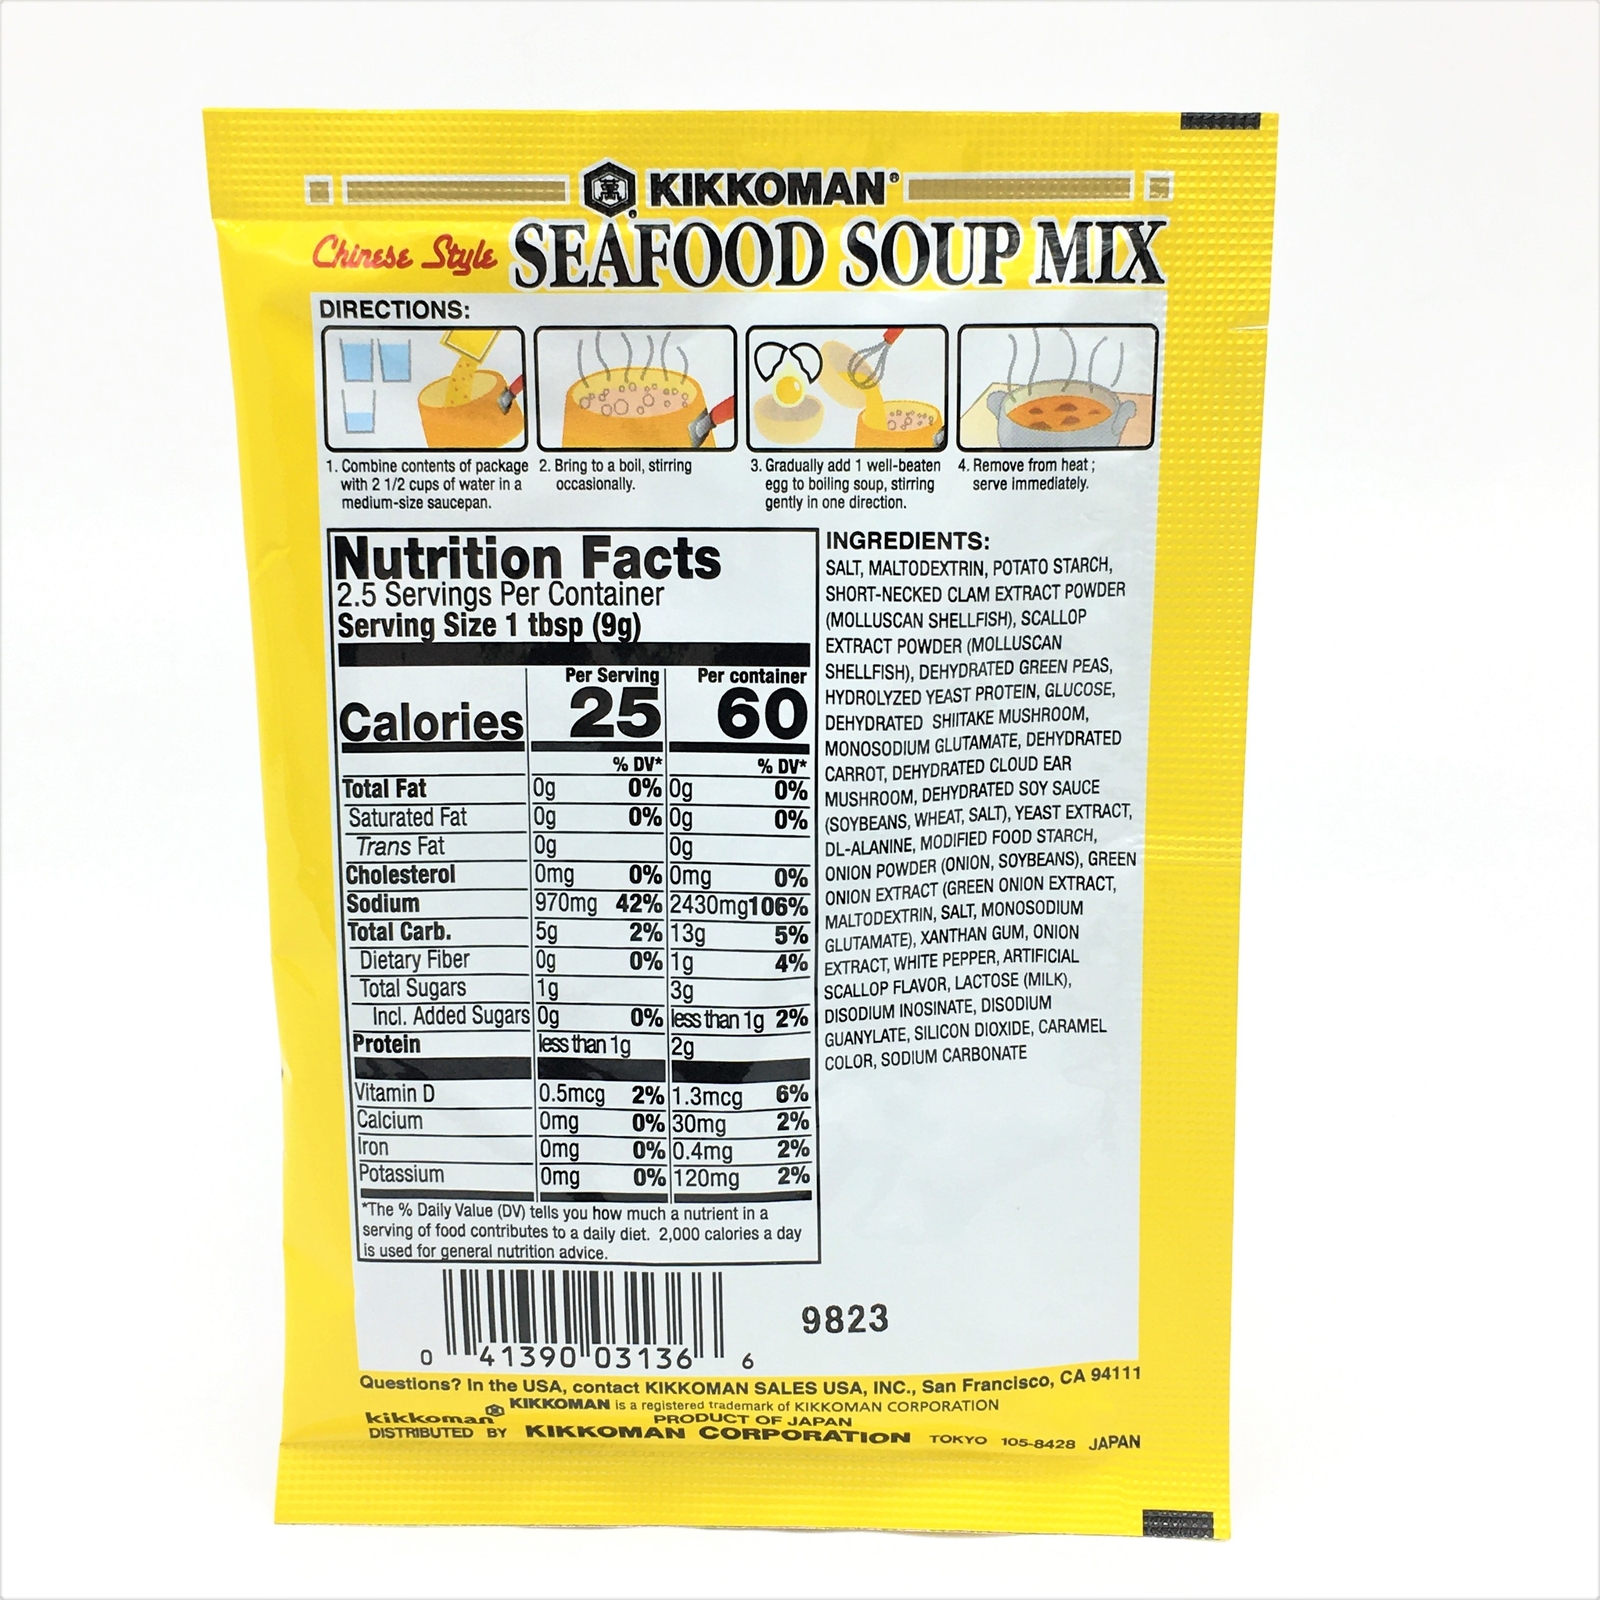 KIKKOMAN®
Chinese Style SEAFOOD SOUP MIX
DIRECTIONS:
1. Combine contents of package
with 2 1/2 cups of water in a
medium-size saucepan.
2. Bring to a boil, stirring
occasionally.
3. Gradually add 1 well-beaten
egg to boiling soup, stirring
gently in one direction.
4. Remove from heat ;
serve immediately.
Nutrition Facts
2.5 Servings Per Container
Serving Size 1 tbsp (9g)
Per Serving Per container
Calories 25 60
% DV* % DV*
Total Fat 0g 0% 0g 0%
Saturated Fat 0g 0% 0g 0%
Trans Fat 0g 0g
Cholesterol 0mg 0% 0mg 0%
Sodium 970mg 42% 2430mg 106%
Total Carb. 5g 2% 13g 5%
Dietary Fiber 0g 0% 1g 4%
Total Sugars 1g 3g
Incl. Added Sugars 0g 0% less than 1g 2%
Protein less than 1g 2g
Vitamin D 0.5mcg 2% 1.3mcg 6%
Calcium 0mg 0% 30mg 2%
Iron 0mg 0% 0.4mg 2%
Potassium 0mg 0% 120mg 2%
*The % Daily Value (DV) tells you how much a nutrient in a
serving of food contributes to a daily diet. 2,000 calories a day
is used for general nutrition advice.
INGREDIENTS:
SALT, MALTODEXTRIN, POTATO STARCH,
SHORT-NECKED CLAM EXTRACT POWDER
(MOLLUSCAN SHELLFISH), SCALLOP
EXTRACT POWDER (MOLLUSCAN
SHELLFISH), DEHYDRATED GREEN PEAS,
HYDROLYZED YEAST PROTEIN, GLUCOSE,
DEHYDRATED SHIITAKE MUSHROOM,
MONOSODIUM GLUTAMATE, DEHYDRATED
CARROT, DEHYDRATED CLOUD EAR
MUSHROOM, DEHYDRATED SOY SAUCE
(SOYBEANS, WHEAT, SALT), YEAST EXTRACT,
DL-ALANINE, MODIFIED FOOD STARCH,
ONION POWDER (ONION, SOYBEANS), GREEN
ONION EXTRACT (GREEN ONION EXTRACT,
MALTODEXTRIN, SALT, MONOSODIUM
GLUTAMATE), XANTHAN GUM, ONION
EXTRACT, WHITE PEPPER, ARTIFICIAL
SCALLOP FLAVOR, LACTOSE (MILK),
DISODIUM INOSINATE, DISODIUM
GUANYLATE, SILICON DIOXIDE, CARAMEL
COLOR, SODIUM CARBONATE
0 41390 03136 6
9823
Questions? In the USA, contact KIKKOMAN SALES USA, INC., San Francisco, CA 94111
KIKKOMAN is a registered trademark of KIKKOMAN CORPORATION
kikkoman PRODUCT OF JAPAN
DISTRIBUTED BY KIKKOMAN CORPORATION TOKYO 105-8428 JAPAN